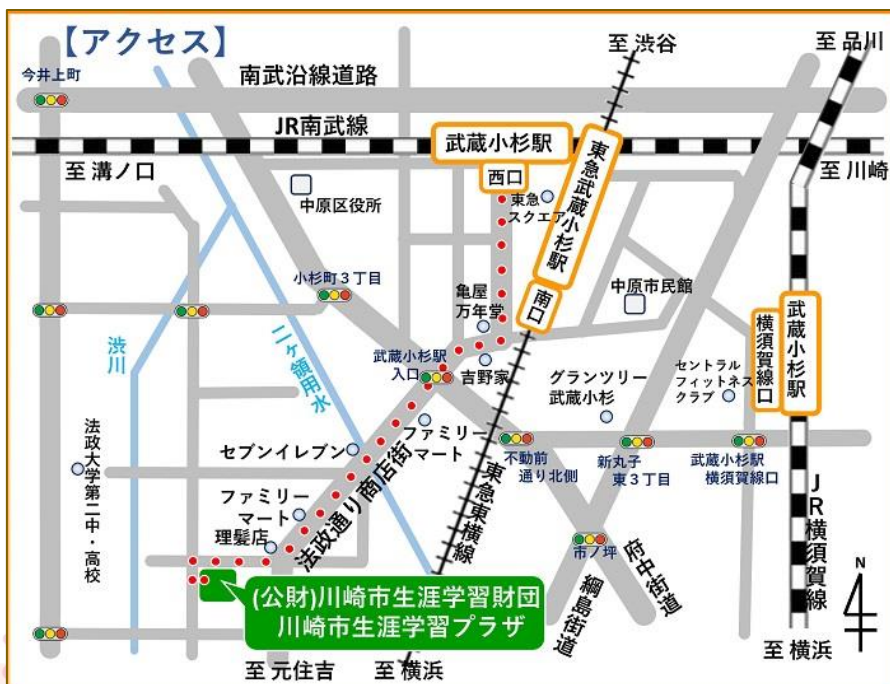 【アクセス】
至 渋谷
至 品川
今井上町
南武沿線道路
JR南武線
武蔵小杉駅
西口
至 溝ノ口
至 川崎
東急
スクエア
東急武蔵小杉駅
南口
中原区役所
小杉町3丁目
中原市民館
亀屋
万年堂
武蔵小杉駅
横須賀線口
武蔵小杉駅
入口
吉野家
グランツリー
武蔵小杉
セントラル
フィットネス
クラブ
渋川
二ヶ領用水
ファミリー
マート
セブンイレブン
法政大学第二中・高校
不動前
通り北側
新丸子
東3丁目
武蔵小杉駅
横須賀線口
法政通り商店街
東急東横線
JR横須賀線
ファミリー
マート
理髪店
市ノ坪
府中街道
綱島街道
(公財)川崎市生涯学習財団
川崎市生涯学習プラザ
N
至 元住吉
至 横浜
至 横浜